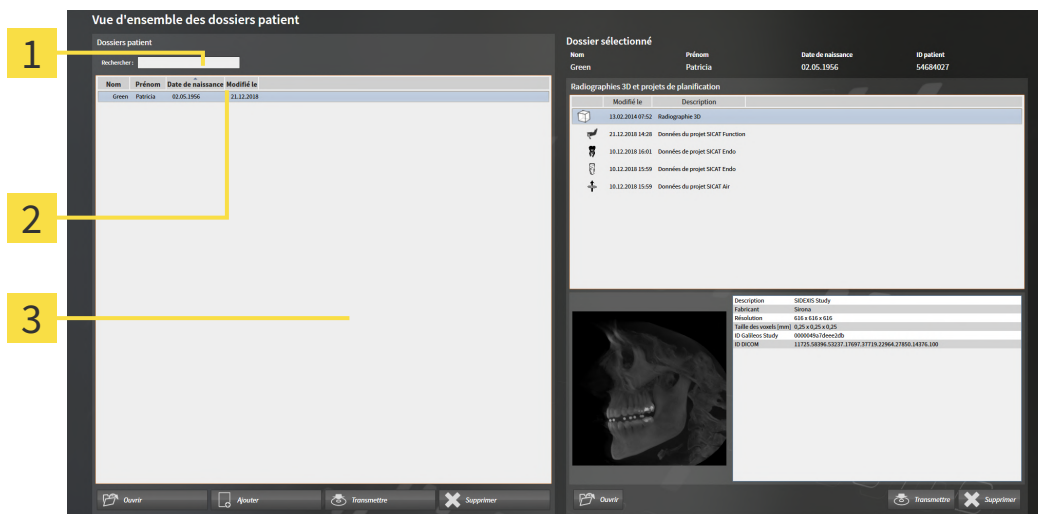 Vue d'ensemble des dossiers patient
Dossiers patient
Rechercher :
Nom Prénom Date de naissance Modifié le
Green Patricia 02.05.1956 21.12.2018
Ouvrir Ajouter Transmettre Supprimer
1
2
3
Dossier sélectionné
Nom Prénom Date de naissance ID patient
Green Patricia 02.05.1956 54684027
Radiographies 3D et projets de planification
Modifié le Description
13.02.2014 07:52 Radiographie 3D
21.12.2018 14:28 Données du projet SICAT Function
10.12.2018 16:01 Données de projet SICAT Endo
10.12.2018 15:59 Données de projet SICAT Endo
10.12.2018 15:59 Données du projet SICAT Air
Description SIDEXIS Study
Fabricant Sirona
Résolution 616 x 616 x 616
Taille des voxels [mm] 0,25 x 0,25 x 0,25
ID Galileos Study 0000049a7deee2db
ID DICOM 11725.58396.53237.17697.37719.22964.27850.14376.100
Ouvrir Transmettre Supprimer